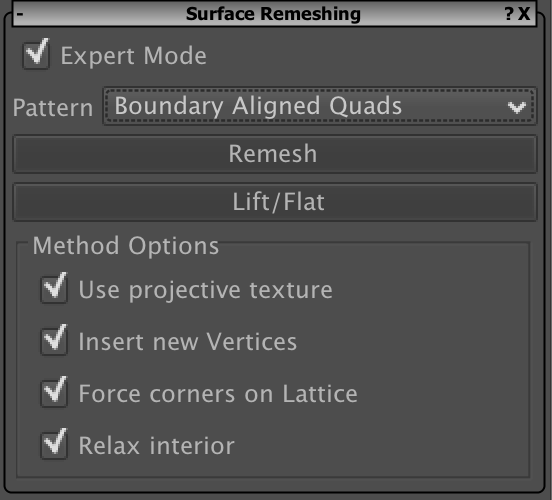 - Surface Remeshing ? X
Expert Mode
Pattern Boundary Aligned Quads
Remesh
Lift/Flat
Method Options
Use projective texture
Insert new Vertices
Force corners on Lattice
Relax interior